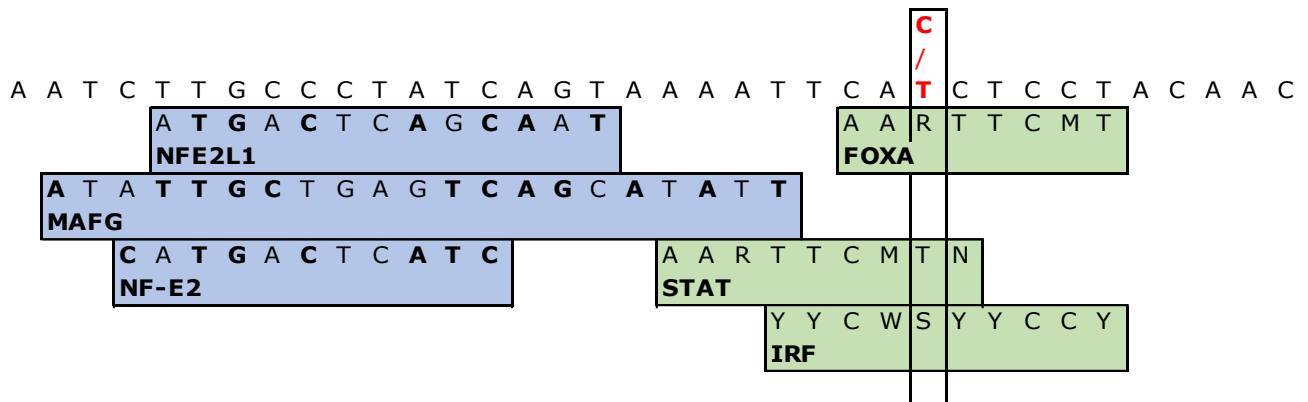 C
/
A A T C T T G C C C T A T C A G T A A A A T T C A T C T C C T A C A A C
A T G A C T C A G C A A T A A R T T C M T
NFE2L1 FOXA
A T A T T G C T G A G T C A G C A T A T T
MAFG
C A T G A C T C A T C A A R T T C M T N
NF-E2 STAT
Y Y C W S Y Y C C Y
IRF